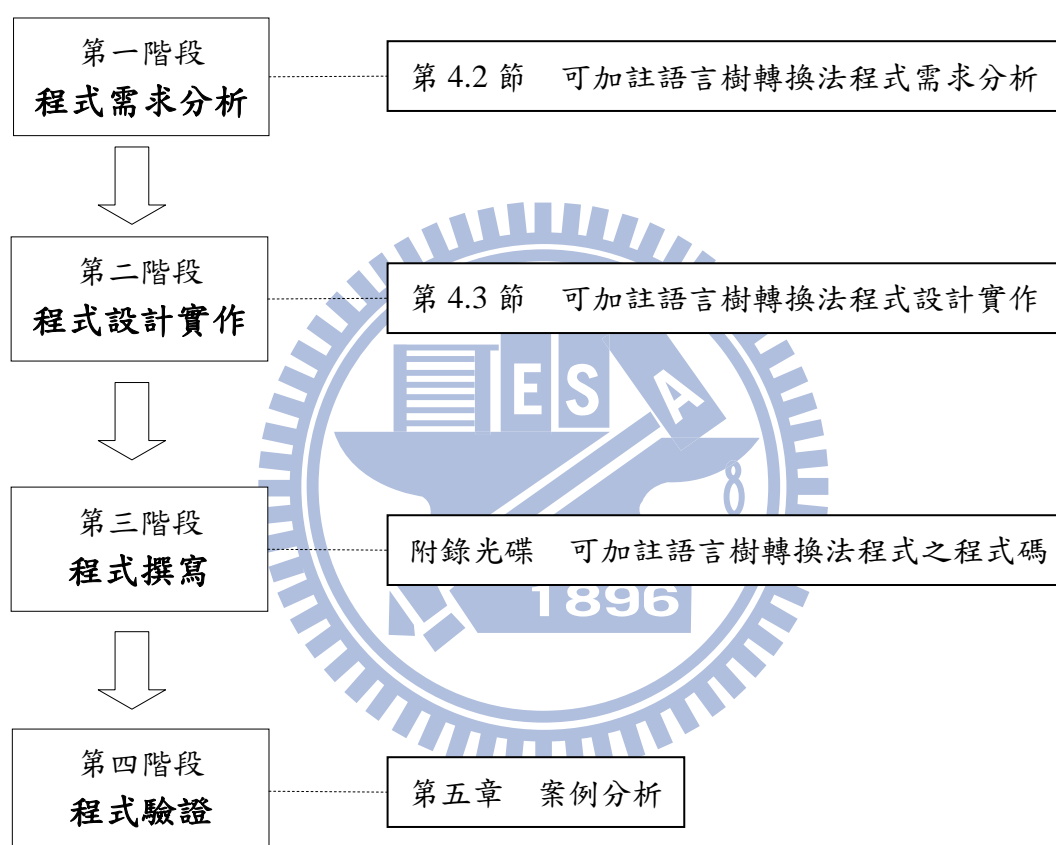 第一階段
程式需求分析
第 4.2 節 可加註語言樹轉換法程式需求分析
第二階段
程式設計實作
第 4.3 節 可加註語言樹轉換法程式設計實作
E S A
第三階段
程式撰寫
附錄光碟 可加註語言樹轉換法程式之程式碼
1896
第四階段
程式驗證
第五章 案例分析